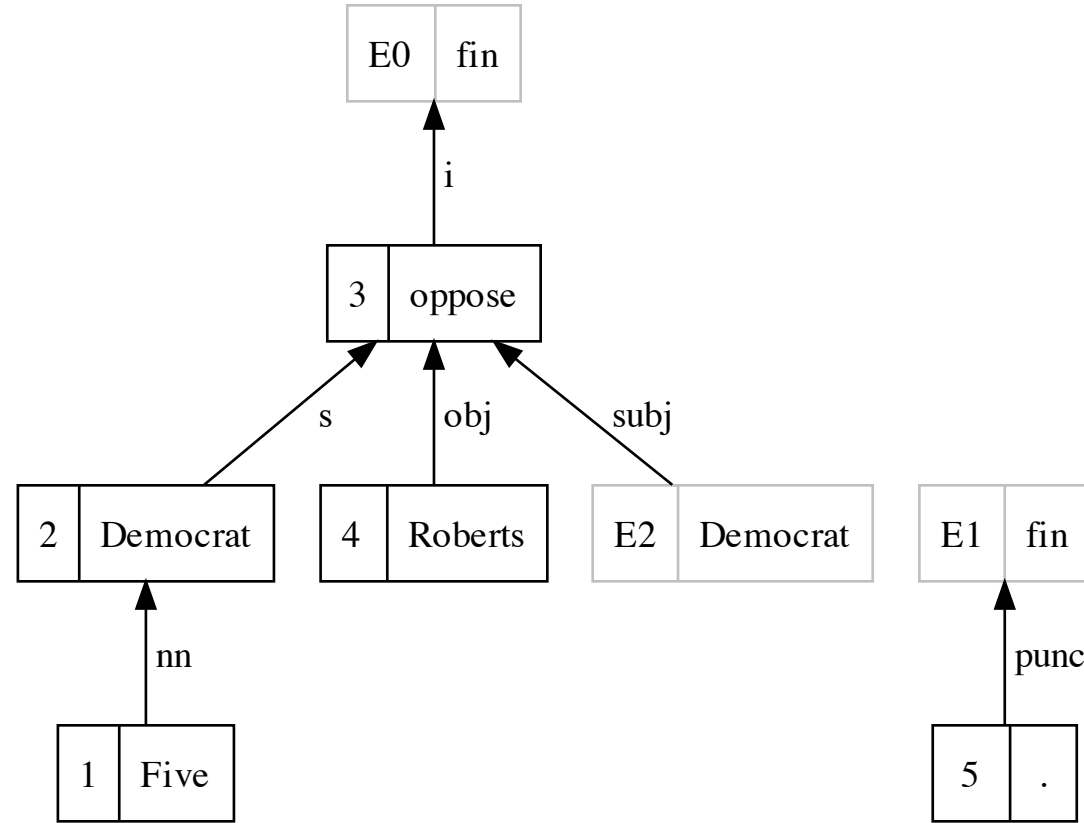 E0 fin
i
3 oppose
s obj subj
2 Democrat 4 Roberts E2 Democrat E1 fin
nn punc
1 Five 5 .